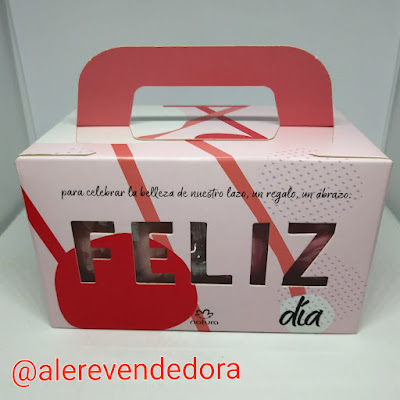 para celebrar la belleza de nuestro lazo, un regalo, un abrazo:
FELIZ
día
natura
@alerevendedora